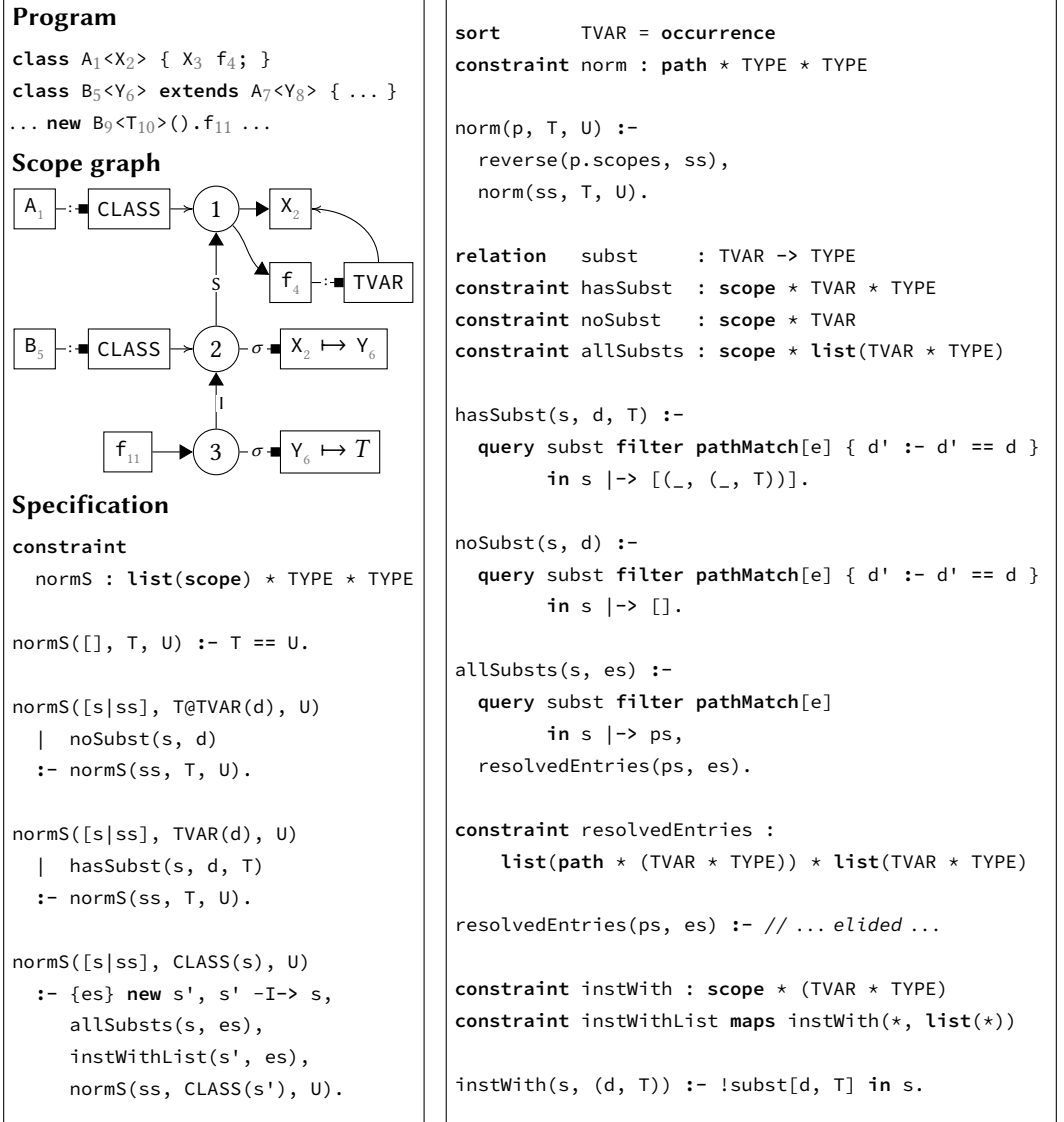 Program
class A₁<X₂> { X₃ f₄; }
class B₅<Y₆> extends A₇<Y₈> { ... }
... new B₉<T₁₀>().f₁₁ ...
Scope graph
A₁ : CLASS 1 X₂
f₄ : TVAR
S
B₅ : CLASS 2 σ X₂ ↦ Y₆
I
f₁₁ 3 σ Y₆ ↦ T
Specification
constraint
  normS : list(scope) * TYPE * TYPE
normS([], T, U) :- T == U.
normS([s|ss], T@TVAR(d), U)
  |  noSubst(s, d)
  :- normS(ss, T, U).
normS([s|ss], TVAR(d), U)
  |  hasSubst(s, d, T)
  :- normS(ss, T, U).
normS([s|ss], CLASS(s), U)
  :- {es} new s', s' -I-> s,
     allSubsts(s, es),
     instWithList(s', es),
     normS(ss, CLASS(s'), U).
sort       TVAR = occurrence
constraint norm : path * TYPE * TYPE
norm(p, T, U) :-
  reverse(p.scopes, ss),
  norm(ss, T, U).
relation   subst     : TVAR -> TYPE
constraint hasSubst  : scope * TVAR * TYPE
constraint noSubst   : scope * TVAR
constraint allSubsts : scope * list(TVAR * TYPE)
hasSubst(s, d, T) :-
  query subst filter pathMatch[e] { d' :- d' == d }
        in s |-> [(_, (_, T))].
noSubst(s, d) :-
  query subst filter pathMatch[e] { d' :- d' == d }
        in s |-> [].
allSubsts(s, es) :-
  query subst filter pathMatch[e]
        in s |-> ps,
  resolvedEntries(ps, es).
constraint resolvedEntries :
    list(path * (TVAR * TYPE)) * list(TVAR * TYPE)
resolvedEntries(ps, es) :- // ... elided ...
constraint instWith : scope * (TVAR * TYPE)
constraint instWithList maps instWith(*, list(*))
instWith(s, (d, T)) :- !subst[d, T] in s.